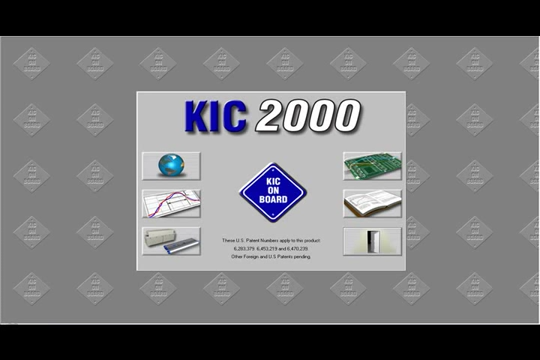 KIC 2000
KIC
ON
BOARD
These U.S. Patent Numbers apply to this product
6,283,379 6,453,219 and 6,470,239
Other Foreign and U.S.Patents pending